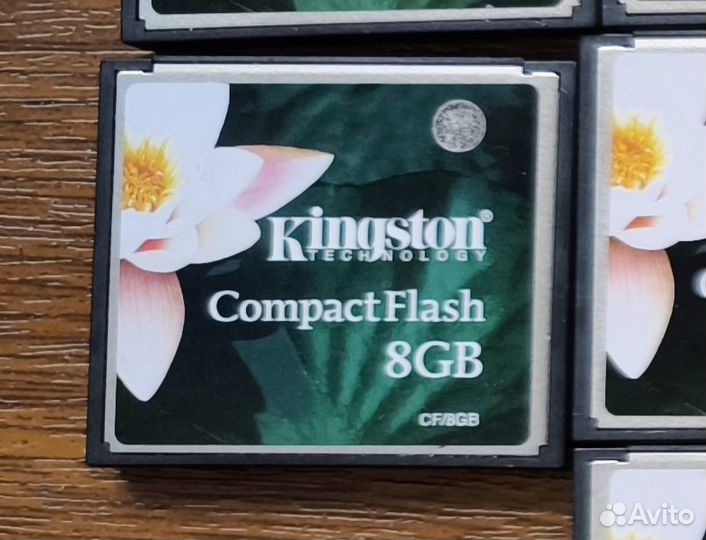 Kingston®
TECHNOLOGY
CompactFlash
8GB
CF/8GB
Avito